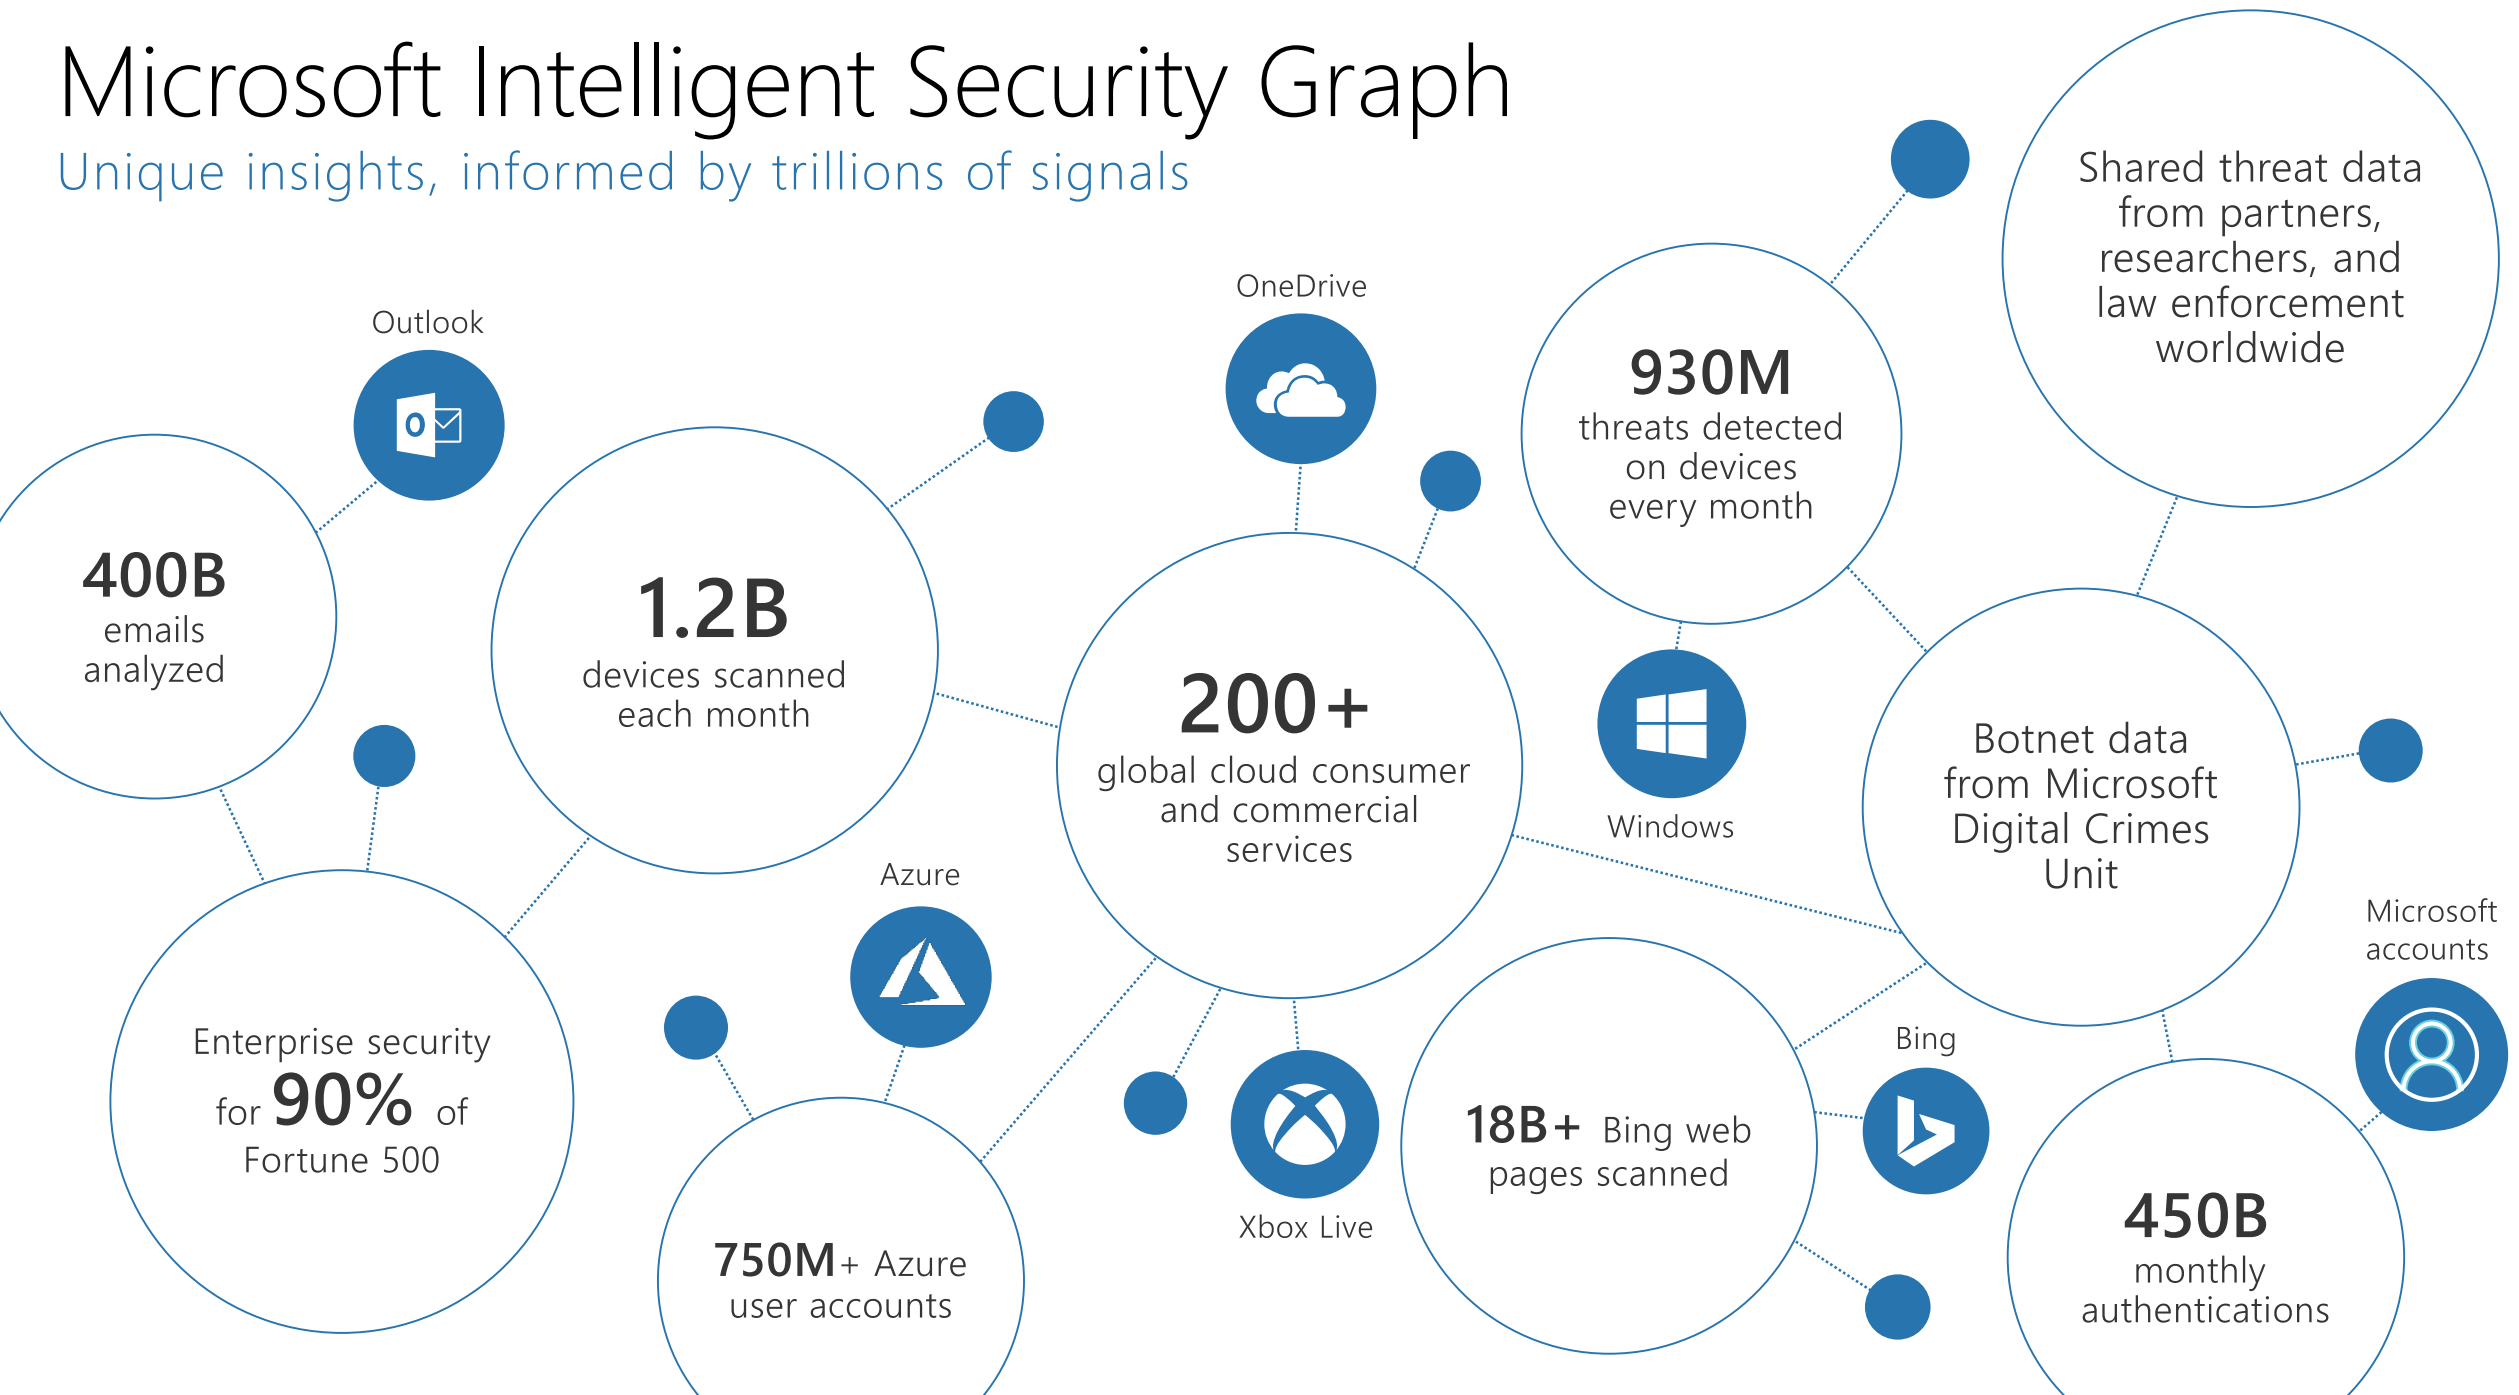 Microsoft Intelligent Security Graph
Unique insights, informed by trillions of signals
Outlook
400B
emails
analyzed
1.2B
devices scanned
each month
OneDrive
200+
global cloud consumer
and commercial
services
930M
threats detected
on devices
every month
Shared threat data
from partners,
researchers, and
law enforcement
worldwide
Windows
Botnet data
from Microsoft
Digital Crimes
Unit
Enterprise security
for 90% of
Fortune 500
Azure
750M+ Azure
user accounts
Xbox Live
18B+ Bing web
pages scanned
Bing
Microsoft
accounts
450B
monthly
authentications